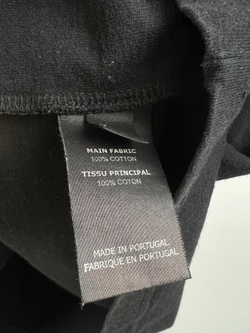 MAIN FABRIC
100% COTTON
TISSU PRINCIPAL
100% COTON
MADE IN PORTUGAL
FABRIQUE EN PORTUGAL